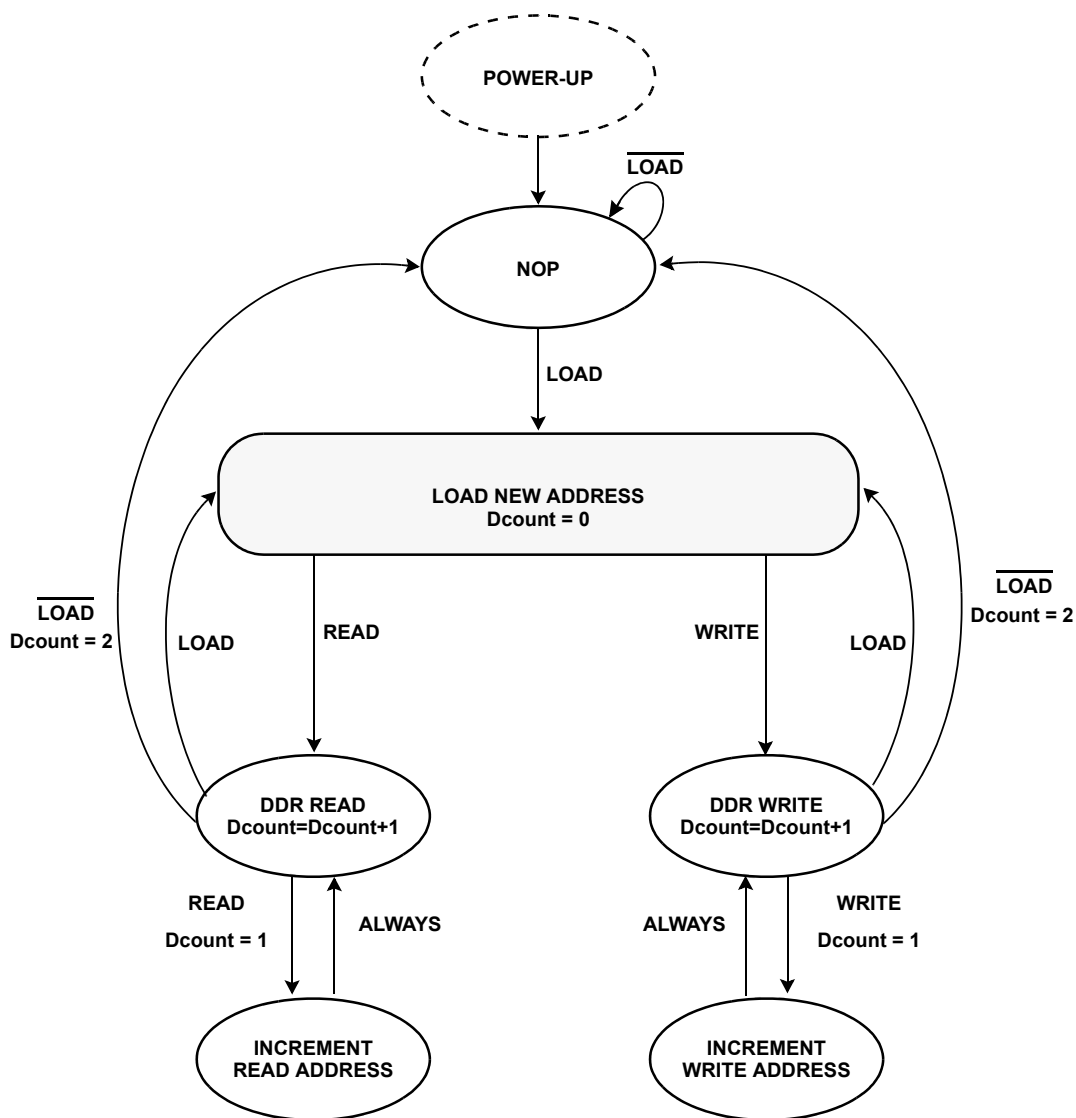 POWER-UP
LOAD
NOP
LOAD
LOAD NEW ADDRESS
Dcount = 0
LOAD
Dcount = 2
LOAD
READ
WRITE
LOAD
LOAD
Dcount = 2
DDR READ
Dcount=Dcount+1
DDR WRITE
Dcount=Dcount+1
READ
Dcount = 1
ALWAYS
ALWAYS
WRITE
Dcount = 1
INCREMENT
READ ADDRESS
INCREMENT
WRITE ADDRESS